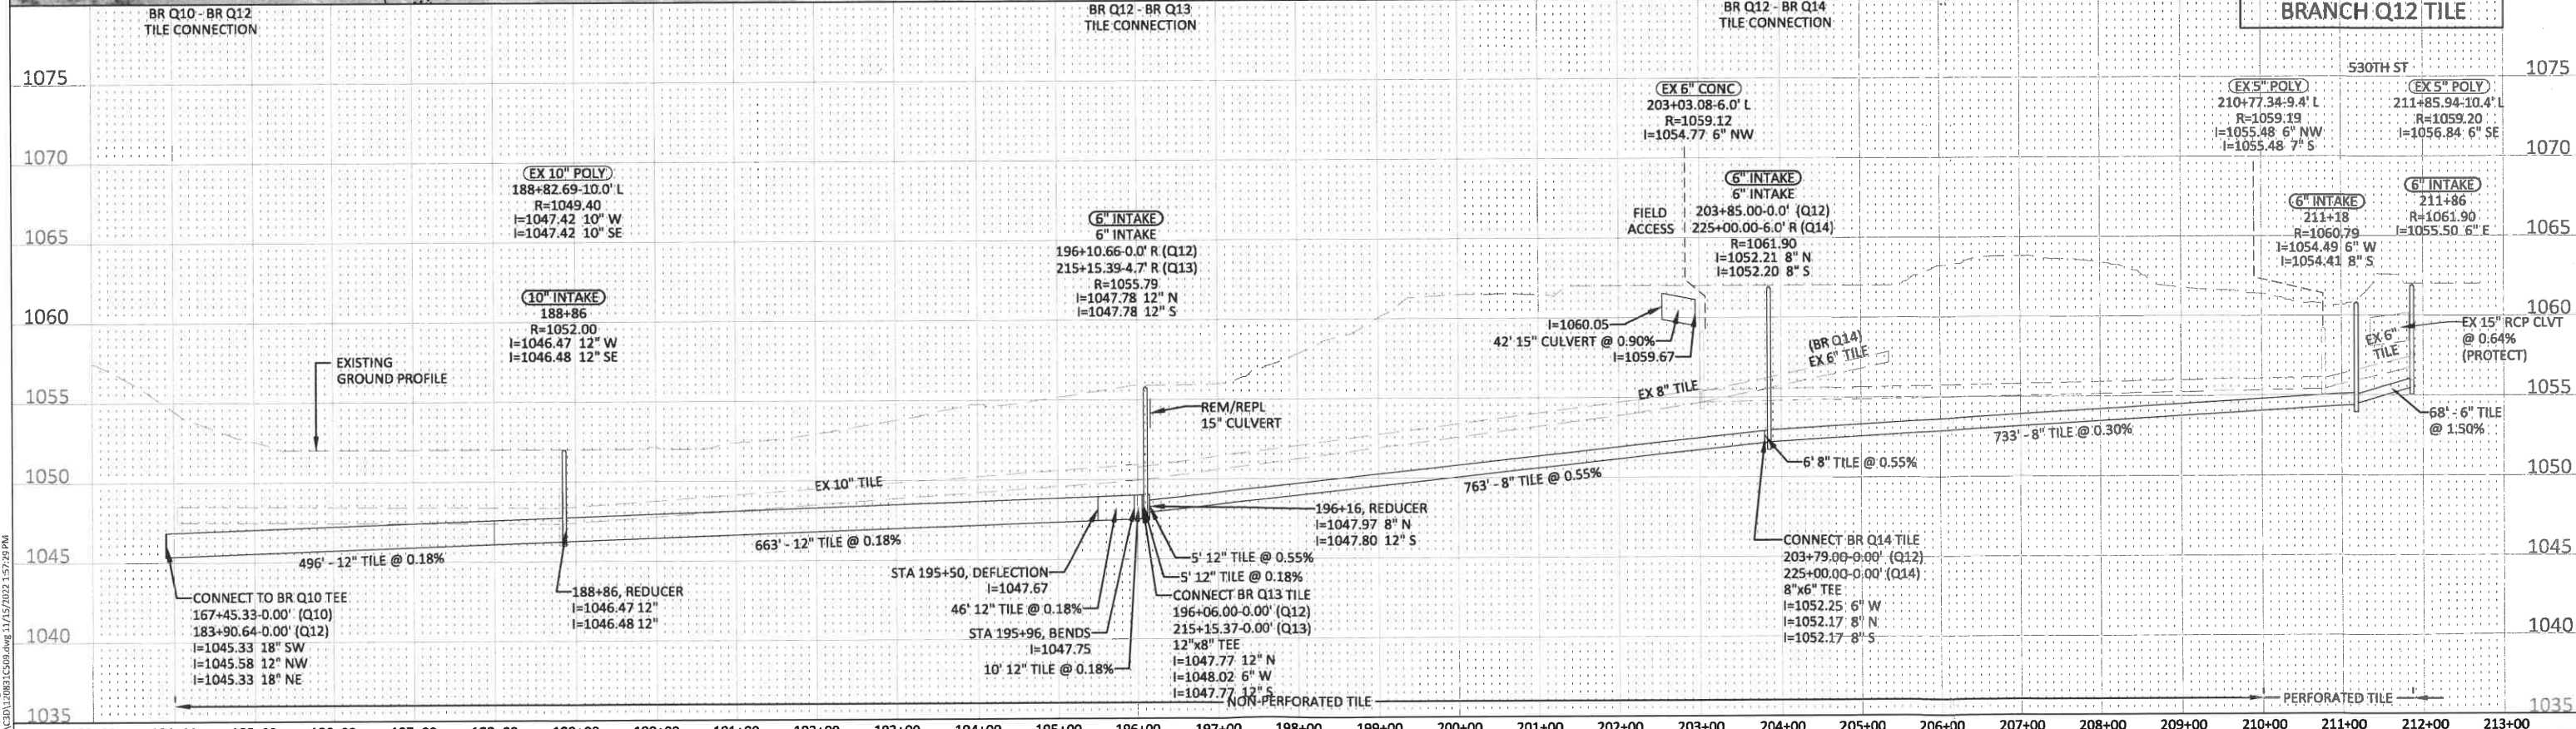 BR Q10 - BR Q12
TILE CONNECTION
BR Q12 - BR Q13
TILE CONNECTION
BR Q12 - BR Q14
TILE CONNECTION
BRANCH Q12 TILE
1075
1070
1065
1060
1055
1050
1045
1040
1035
EX 10" POLY
188+82.69-10.0' L
R=1049.40
I=1047.42 10" W
I=1047.42 10" SE
10" INTAKE
188+86
R=1052.00
I=1046.47 12" W
I=1046.48 12" SE
EXISTING
GROUND PROFILE
6" INTAKE
6" INTAKE
196+10.66-0.0' R (Q12)
215+15.39-4.7' R (Q13)
R=1055.79
I=1047.78 12" N
I=1047.78 12" S
REM/REPL
15" CULVERT
EX 6" CONC
203+03.08-6.0' L
R=1059.12
I=1054.77 6" NW
FIELD
ACCESS
6" INTAKE
6" INTAKE
203+85.00-0.0' (Q12)
225+00.00-6.0' R (Q14)
R=1061.90
I=1052.21 8" N
I=1052.20 8" S
I=1060.05
42' 15" CULVERT @ 0.90%
I=1059.67
(BR Q14)
EX 6" TILE
EX 8" TILE
530TH ST
EX 5" POLY
210+77.34-9.4' L
R=1059.19
I=1055.48 6" NW
I=1055.48 7" S
EX 5" POLY
211+85.94-10.4' L
R=1059.20
I=1056.84 6" SE
6" INTAKE
211+18
R=1060.79
I=1054.49 6" W
I=1054.41 8" S
6" INTAKE
211+86
R=1061.90
I=1055.50 6" E
EX 15" RCP CLVT
@ 0.64%
(PROTECT)
EX 6"
TILE
68' - 6" TILE
@ 1.50%
733' - 8" TILE @ 0.30%
6' 8" TILE @ 0.55%
763' - 8" TILE @ 0.55%
EX 10" TILE
663' - 12" TILE @ 0.18%
496' - 12" TILE @ 0.18%
CONNECT TO BR Q10 TEE
167+45.33-0.00' (Q10)
183+90.64-0.00' (Q12)
I=1045.33 18" SW
I=1045.58 12" NW
I=1045.33 18" NE
188+86, REDUCER
I=1046.47 12"
I=1046.48 12"
STA 195+50, DEFLECTION
I=1047.67
46' 12" TILE @ 0.18%
STA 195+96, BENDS
I=1047.75
10' 12" TILE @ 0.18%
196+16, REDUCER
I=1047.97 8" N
I=1047.80 12" S
5' 12" TILE @ 0.55%
5' 12" TILE @ 0.18%
CONNECT BR Q13 TILE
196+06.00-0.00' (Q12)
215+15.37-0.00' (Q13)
12"x8" TEE
I=1047.77 12" N
I=1048.02 6" W
I=1047.77 12" S
CONNECT BR Q14 TILE
203+79.00-0.00' (Q12)
225+00.00-0.00' (Q14)
8"x6" TEE
I=1052.25 6" W
I=1052.17 8" N
I=1052.17 8" S
NON-PERFORATED TILE
PERFORATED TILE
1075
1070
1065
1060
1055
1050
1045
1040
1035
195+00 196+00 197+00 198+00 199+00 200+00 201+00 202+00 203+00 204+00 205+00 206+00 207+00 208+00 209+00 210+00 211+00 212+00 213+00
11/15/2022 1:57:29 PM